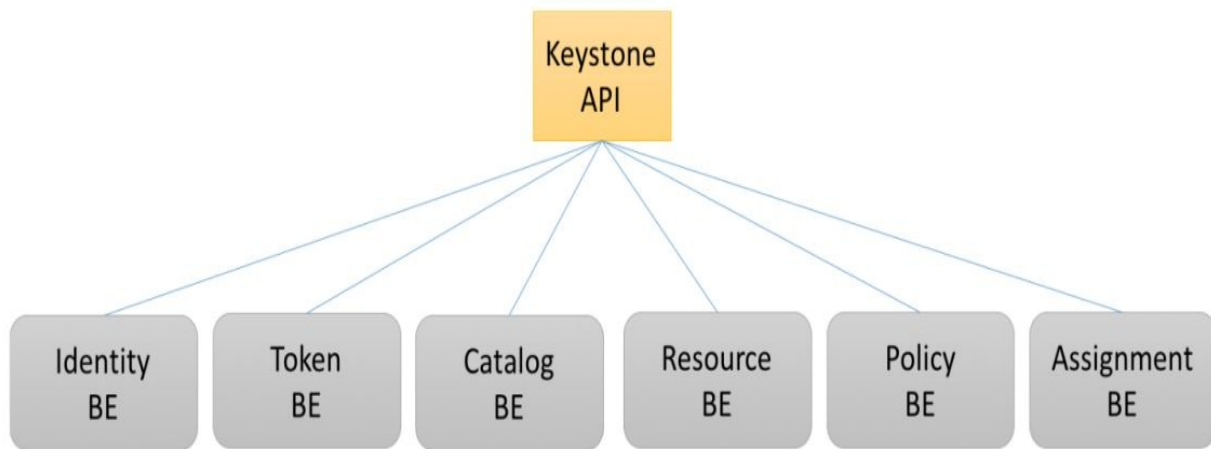 Keystone
API
Identity
BE
Token
BE
Catalog
BE
Resource
BE
Policy
BE
Assignment
BE